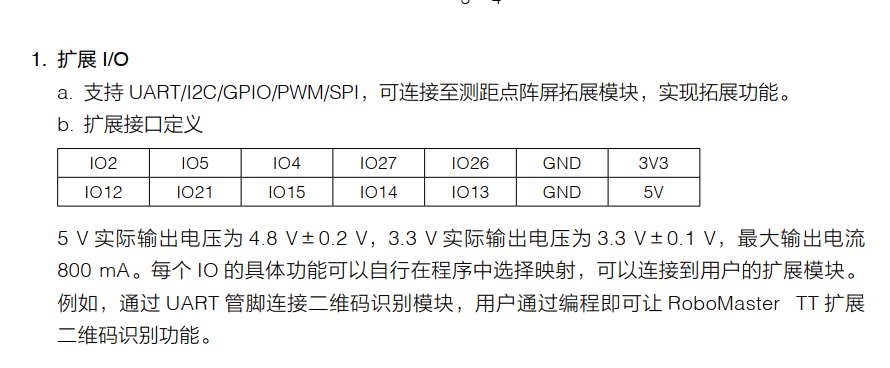 1. 扩展 I/O
a. 支持 UART/I2C/GPIO/PWM/SPI，可连接至测距点阵屏拓展模块，实现拓展功能。
b. 扩展接口定义
IO2 IO5 IO4 IO27 IO26 GND 3V3
IO12 IO21 IO15 IO14 IO13 GND 5V
5 V 实际输出电压为 4.8 V±0.2 V，3.3 V 实际输出电压为 3.3 V±0.1 V，最大输出电流
800 mA。每个 IO 的具体功能可以自行在程序中选择映射，可以连接到用户的扩展模块。
例如，通过 UART 管脚连接二维码识别模块，用户通过编程即可让 RoboMaster TT 扩展
二维码识别功能。